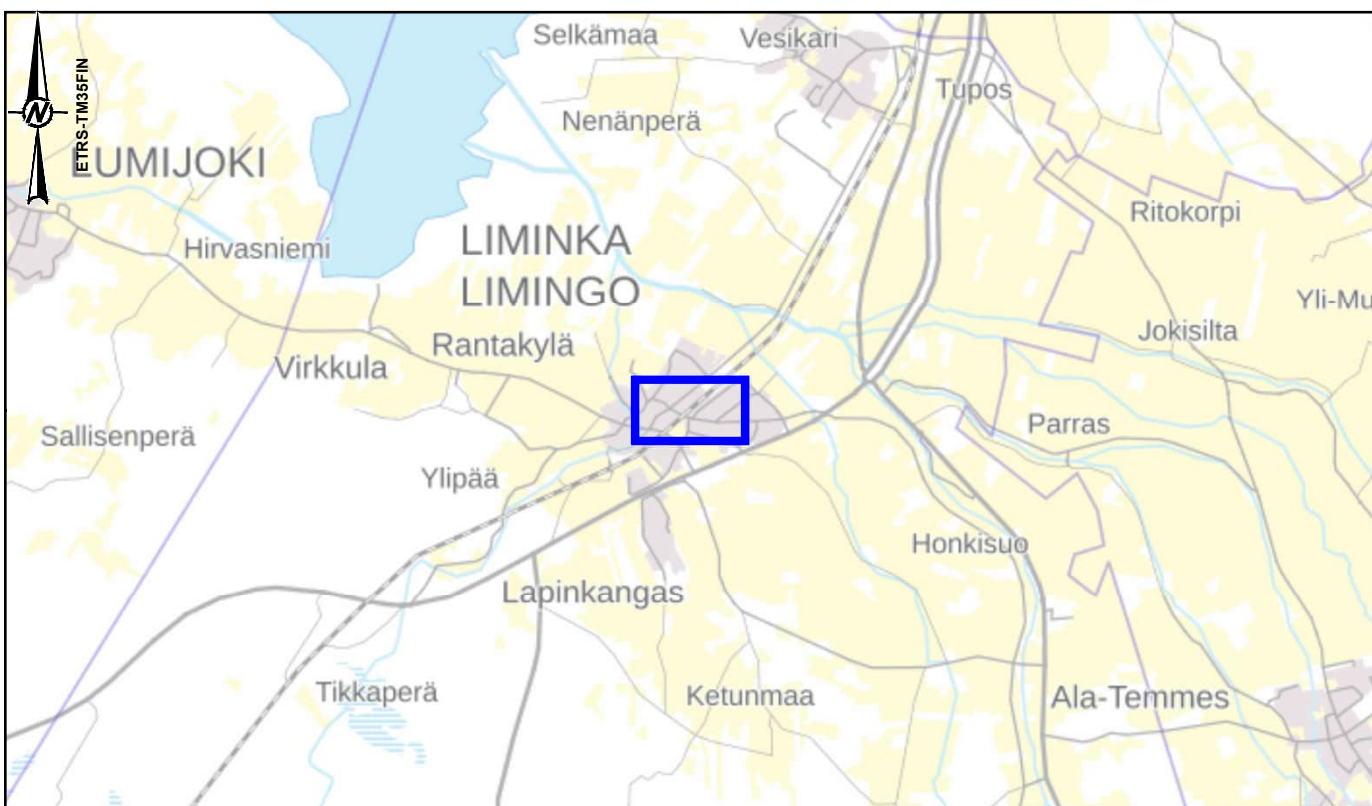 Selkämaa
Vesikari
N
ETRS-TM35FIN
Tupos
Nenänperä
LUMIJOKI
Ritokorpi
Hirvasniemi
LIMINKA
LIMINGO
Yli-Mu
Jokisilta
Rantakylä
Virkkula
Parras
Sallisenperä
Ylipää
Honkisuo
Lapinkangas
Tikkaperä
Ketunmaa
Ala-Temmes